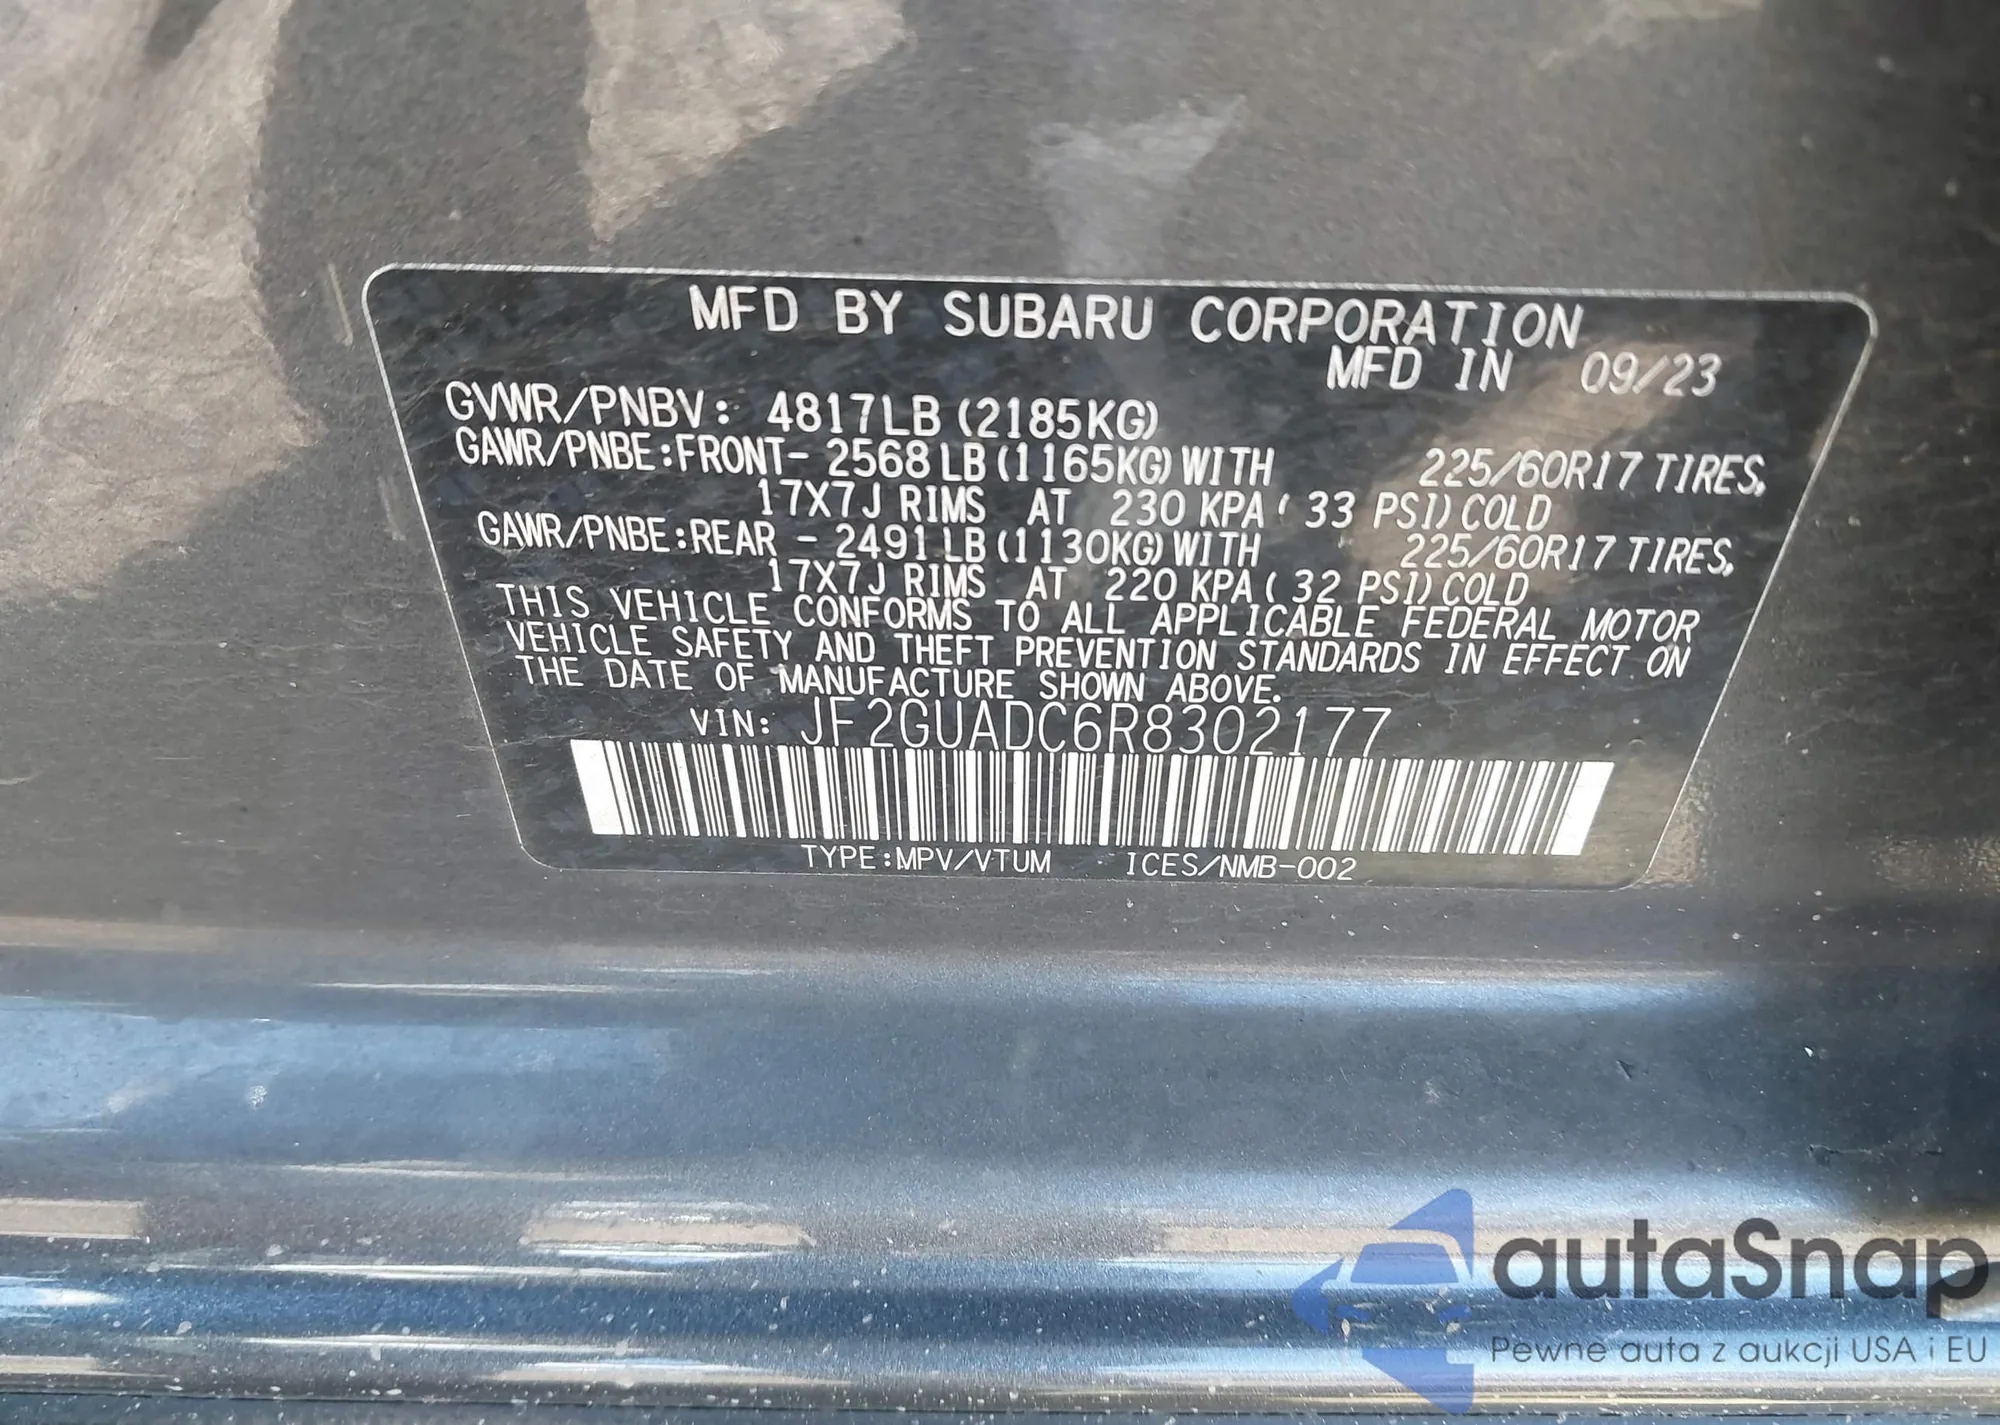 MFD BY SUBARU CORPORATION
MFD IN 09/23
GVWR/PNBV: 4817LB (2185KG)
GAWR/PNBE:FRONT- 2568LB (1165KG) WITH 225/60R17 TIRES,
17X7J RIMS AT 230 KPA ( 33 PSI) COLD
GAWR/PNBE:REAR - 2491LB (1130KG) WITH 225/60R17 TIRES,
17X7J RIMS AT 220 KPA ( 32 PSI) COLD
THIS VEHICLE CONFORMS TO ALL APPLICABLE FEDERAL MOTOR
VEHICLE SAFETY AND THEFT PREVENTION STANDARDS IN EFFECT ON
THE DATE OF MANUFACTURE SHOWN ABOVE.
VIN: JF2GUADC6R8302177
TYPE:MPV/VTUM ICES/NMB-002
autaSnap
Pewne auta z aukcji USA i EU